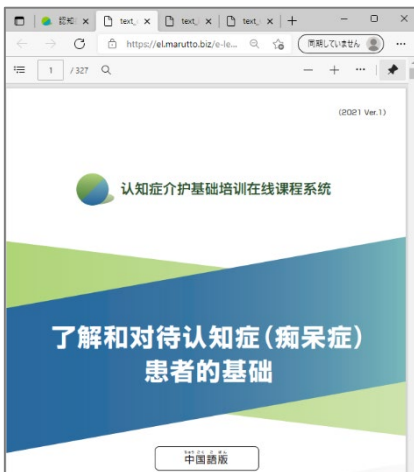 認知 text_ text_ text_
https://el.marutto.biz/e-le... 同期していません
1 / 327
(2021 Ver.1)
认知症介护基础培训在线课程系统
了解和对待认知症(痴呆症)
患者的基础
中国語版